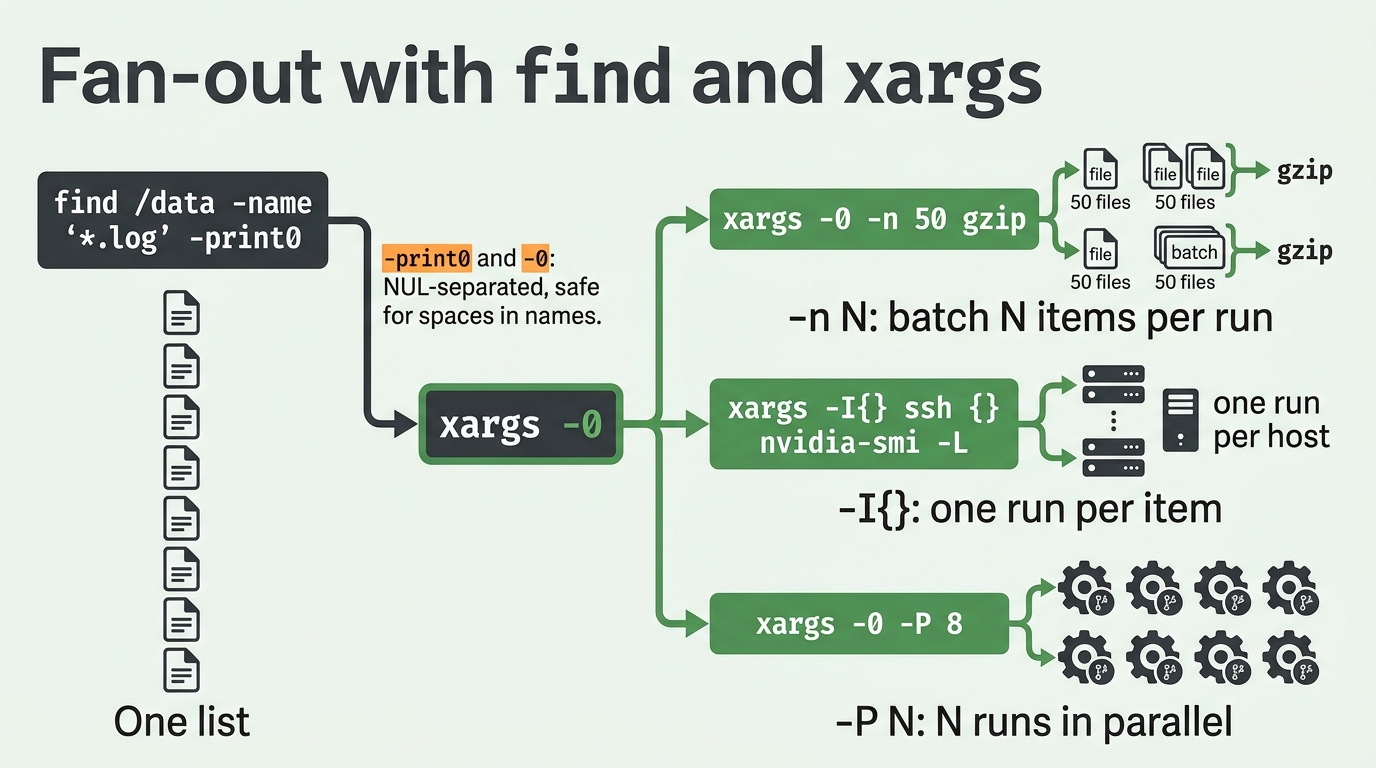 Fan-out with find and xargs
find /data -name
‘*.log’ -print0
-print0 and -0:
NUL-separated, safe
for spaces in names.
One list
xargs -0
xargs -0 -n 50 gzip
file
file
file
50 files
50 files
gzip
file
batch
50 files
50 files
gzip
-n N: batch N items per run
xargs -I{} ssh {}
nvidia-smi -L
one run
per host
-I{}: one run per item
xargs -0 -P 8
-P N: N runs in parallel